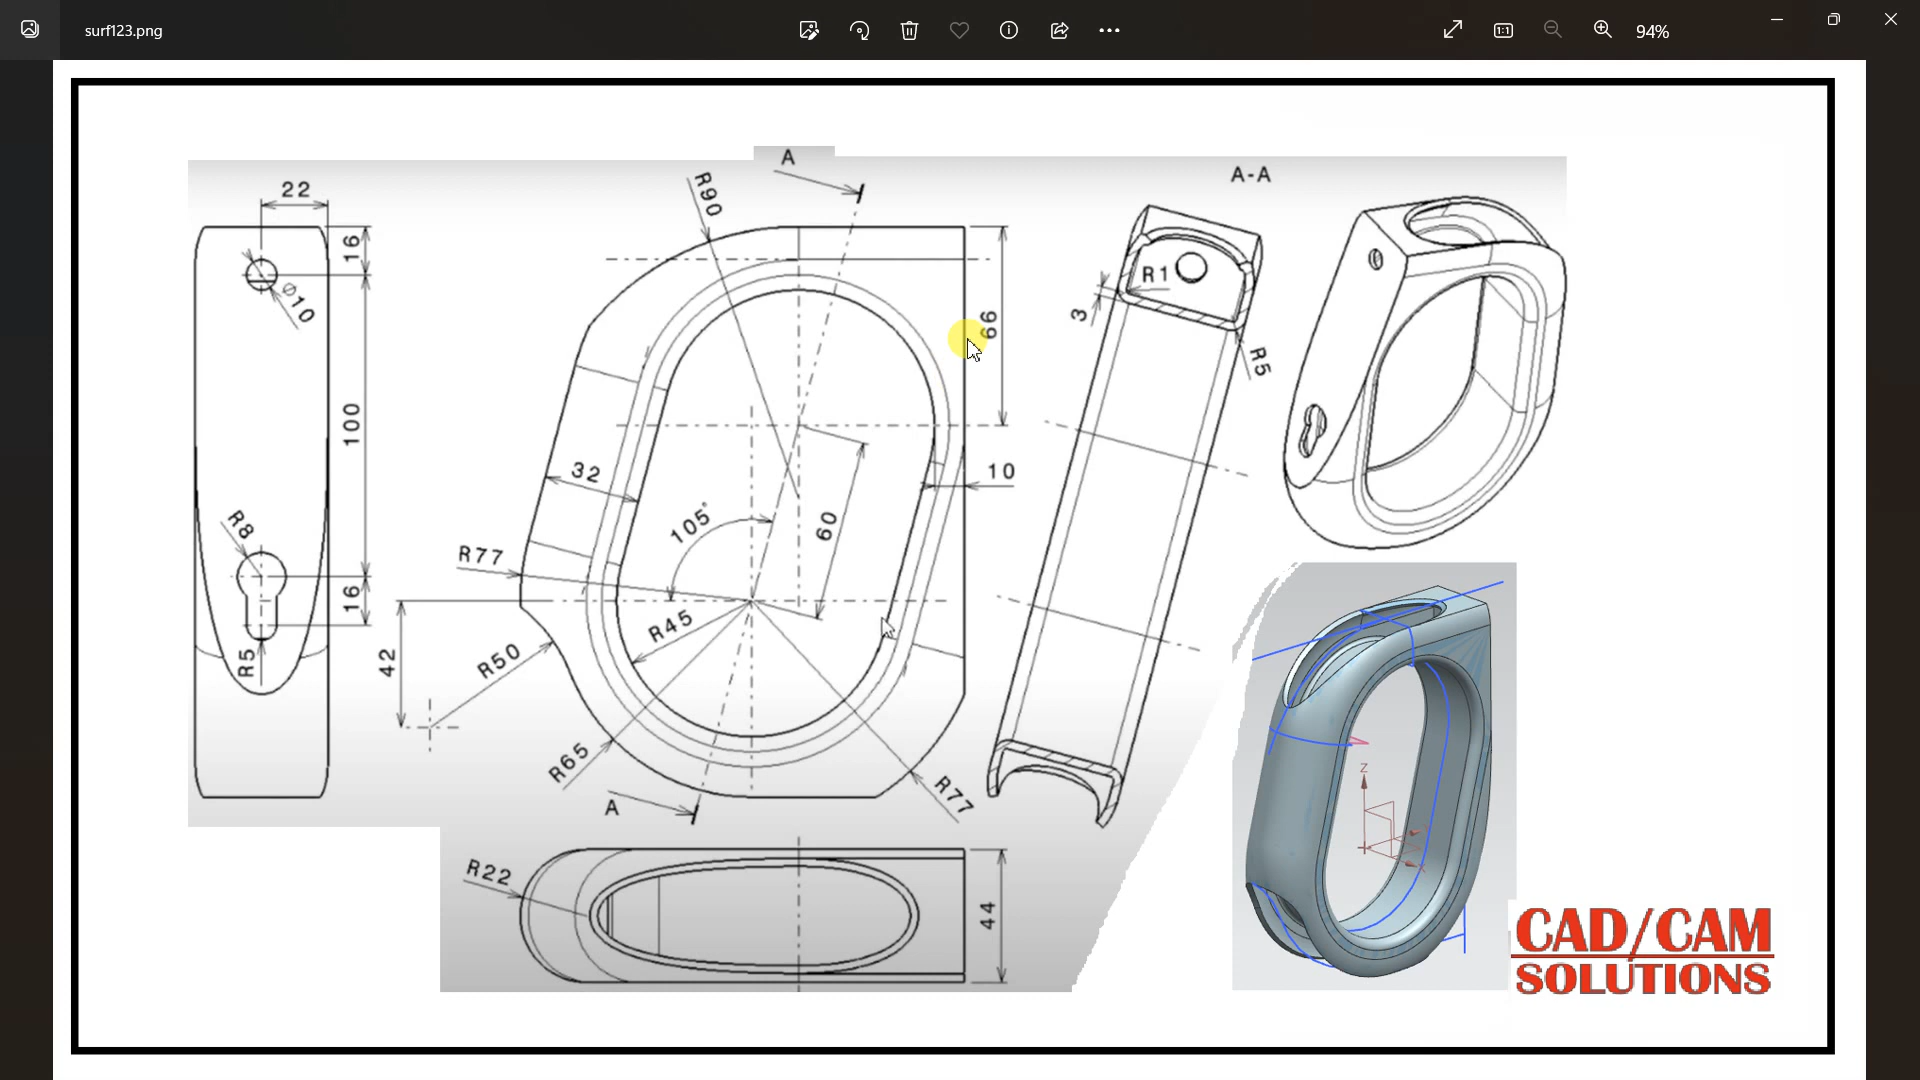 surf123.png
94%
A
A-A
R90
22
16
Ø10
100
R8
16
R5
66
10
32
105°
60
R77
R45
42
R50
R65
A
R77
R1
3
R5
R22
44
Z
X
CAD/CAM
SOLUTIONS